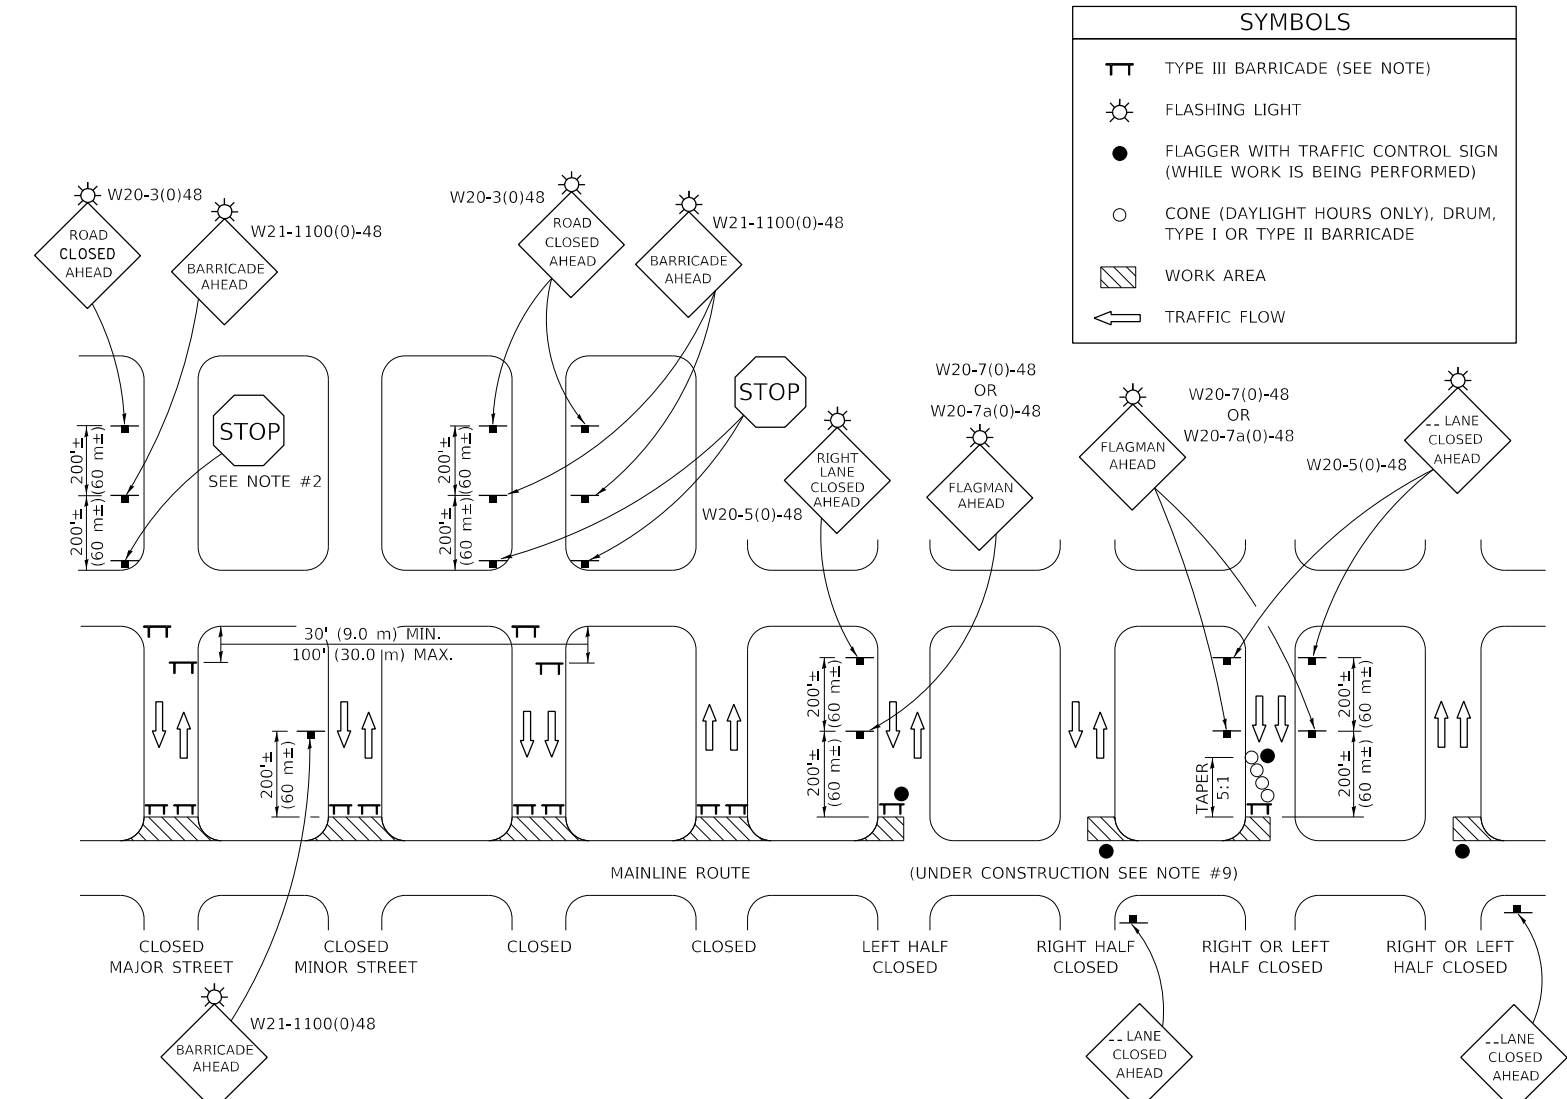 SYMBOLS
TYPE III BARRICADE (SEE NOTE)
FLASHING LIGHT
FLAGGER WITH TRAFFIC CONTROL SIGN
(WHILE WORK IS BEING PERFORMED)
CONE (DAYLIGHT HOURS ONLY), DRUM,
TYPE I OR TYPE II BARRICADE
WORK AREA
TRAFFIC FLOW
W20-3(0)48
ROAD
CLOSED
AHEAD
W21-1100(0)-48
BARRICADE
AHEAD
W20-3(0)48
ROAD
CLOSED
AHEAD
W21-1100(0)-48
BARRICADE
AHEAD
STOP
SEE NOTE #2
STOP
RIGHT
LANE
CLOSED
AHEAD
W20-5(0)-48
W20-7(0)-48
OR
W20-7a(0)-48
FLAGMAN
AHEAD
FLAGMAN
AHEAD
W20-7(0)-48
OR
W20-7a(0)-48
W20-5(0)-48
-- LANE
CLOSED
AHEAD
200'±
(60 m±)
200'±
(60 m±)
200'±
(60 m±)
200'±
(60 m±)
30' (9.0 m) MIN.
100' (30.0 m) MAX.
200'±
(60 m±)
200'±
(60 m±)
200'±
(60 m±)
TAPER
5:1
200'±
(60 m±)
200'±
(60 m±)
MAINLINE ROUTE
(UNDER CONSTRUCTION SEE NOTE #9)
CLOSED
MAJOR STREET
CLOSED
MINOR STREET
CLOSED
CLOSED
LEFT HALF
CLOSED
RIGHT HALF
CLOSED
RIGHT OR LEFT
HALF CLOSED
RIGHT OR LEFT
HALF CLOSED
W21-1100(0)48
BARRICADE
AHEAD
-- LANE
CLOSED
AHEAD
-- LANE
CLOSED
AHEAD